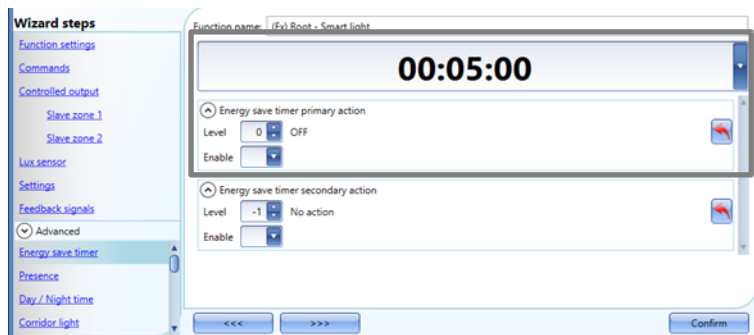 Wizard steps
Function settings
Commands
Controlled output
Slave zone 1
Slave zone 2
Lux sensor
Settings
Feedback signals
Advanced
Energy save timer
Presence
Day / Night time
Corridor light
Function name: (Ex) Root - Smart light
00:05:00
Energy save timer primary action
Level 0 OFF
Enable
Energy save timer secondary action
Level -1 No action
Enable
<<< >>> Confirm